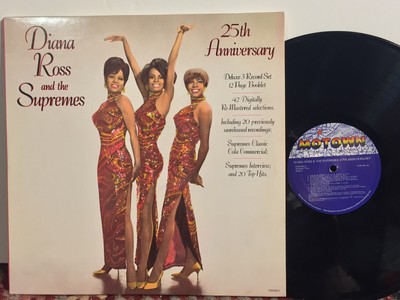 Diana
Ross
and the
Supremes
25th
Anniversary
Deluxe 3 Record Set
12 Page Booklet
42 Digitally
Re-Mastered selections
Including 20 previously
unreleased recordings;
Supremes Classic
Cola Commercial;
Supremes Interview;
and 20 Top Hits
MOTOWN